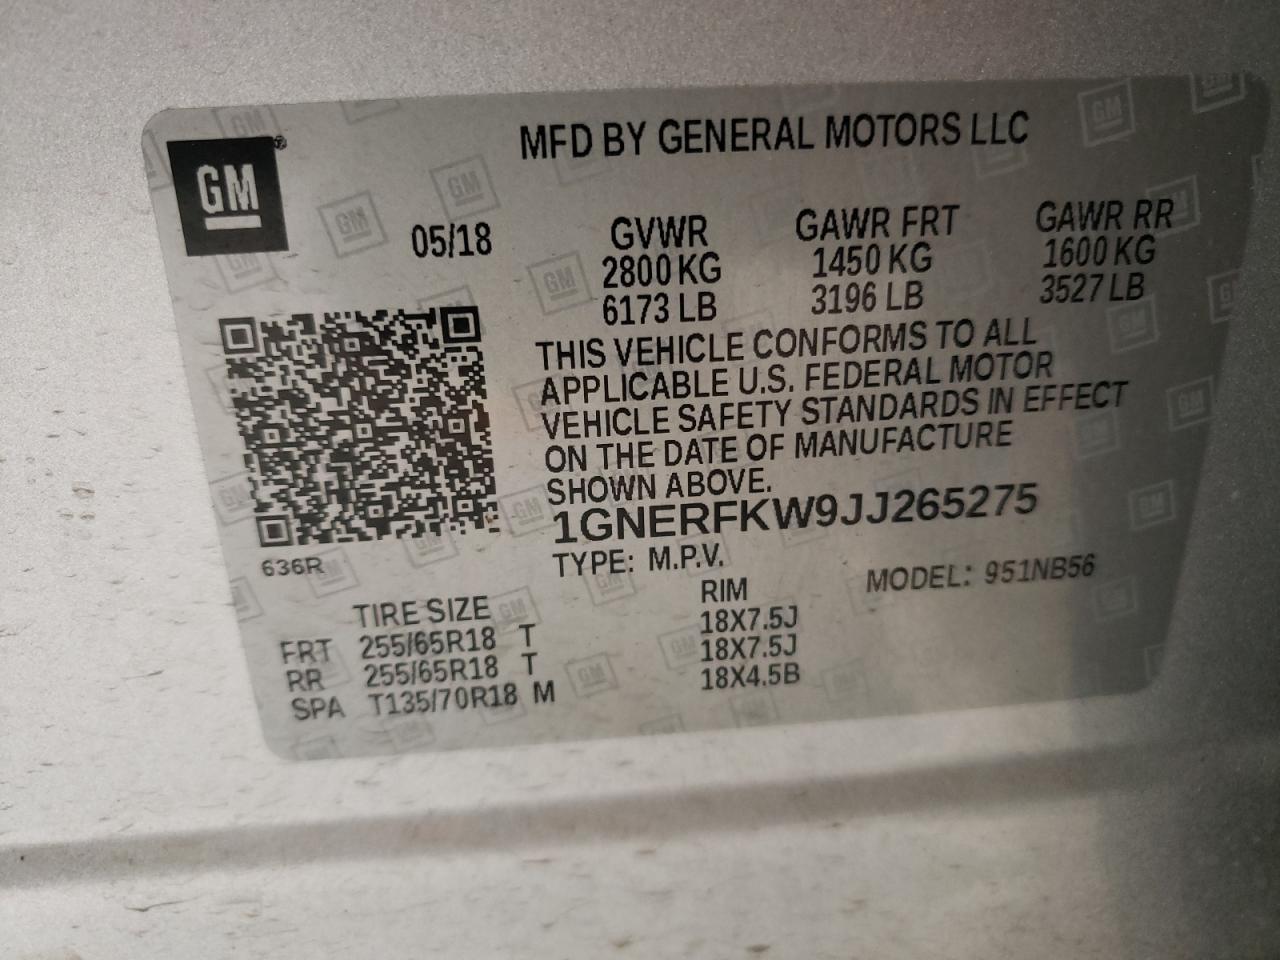 GM
MFD BY GENERAL MOTORS LLC
05/18 GVWR GAWR FRT GAWR RR
2800 KG 1450 KG 1600 KG
6173 LB 3196 LB 3527 LB
THIS VEHICLE CONFORMS TO ALL
APPLICABLE U.S. FEDERAL MOTOR
VEHICLE SAFETY STANDARDS IN EFFECT
ON THE DATE OF MANUFACTURE
SHOWN ABOVE.
1GNERFKW9JJ265275
636R
TYPE: M.P.V. MODEL: 951NB56
TIRE SIZE RIM
FRT 255/65R18 T 18X7.5J
RR 255/65R18 T 18X7.5J
SPA T135/70R18 M 18X4.5B